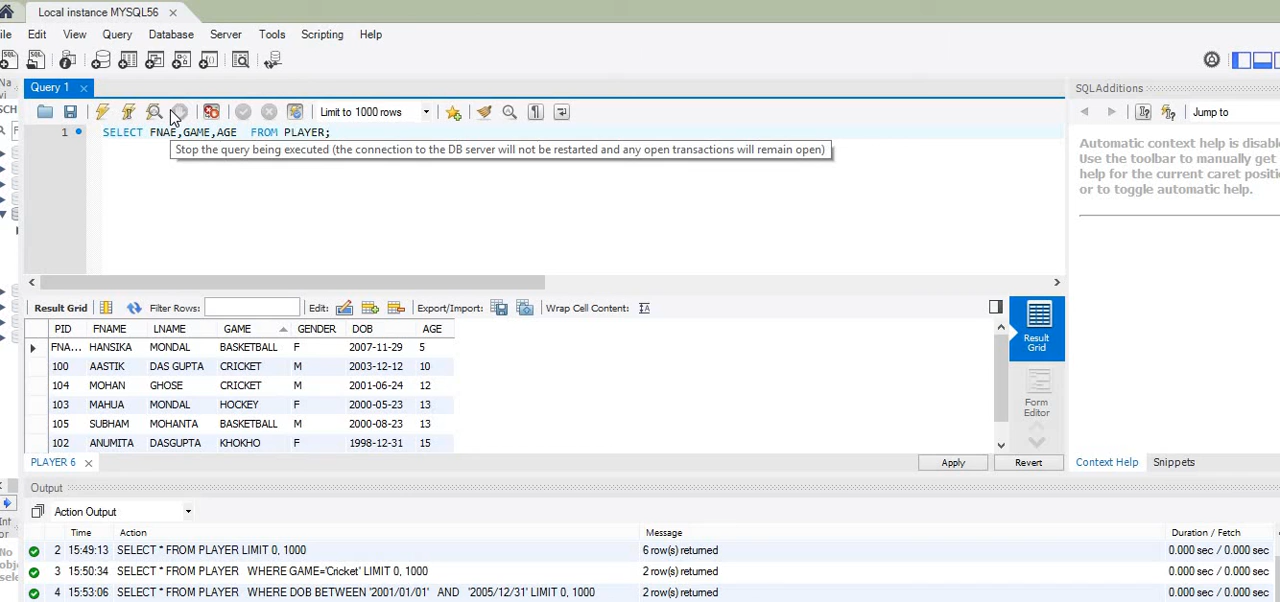 Local instance MYSQL56
ile Edit View Query Database Server Tools Scripting Help
Query 1
SQLAdditions
Limit to 1000 rows
Jump to
Na
vi
SCH
1 SELECT FNAE,GAME,AGE FROM PLAYER;
Stop the query being executed (the connection to the DB server will not be restarted and any open transactions will remain open)
Automatic context help is disab
Use the toolbar to manually get
help for the current caret positi
or to toggle automatic help.
Result Grid Filter Rows: Edit: Export/Import: Wrap Cell Content:
PID FNAME LNAME GAME GENDER DOB AGE
FNA... HANSIKA MONDAL BASKETBALL F 2007-11-29 5
100 AASTIK DAS GUPTA CRICKET M 2003-12-12 10
104 MOHAN GHOSE CRICKET M 2001-06-24 12
103 MAHUA MONDAL HOCKEY F 2000-05-23 13
105 SUBHAM MOHANTA BASKETBALL M 2000-08-23 13
102 ANUMITA DASGUPTA KHOKHO F 1998-12-31 15
Result
Grid
Form
Editor
PLAYER 6
Apply Revert
Context Help Snippets
Output
Action Output
Time Action Message Duration / Fetch
2 15:49:13 SELECT * FROM PLAYER LIMIT 0, 1000 6 row(s) returned 0.000 sec / 0.000 sec
3 15:50:34 SELECT * FROM PLAYER WHERE GAME='Cricket' LIMIT 0, 1000 2 row(s) returned 0.000 sec / 0.000 sec
4 15:53:06 SELECT * FROM PLAYER WHERE DOB BETWEEN '2001/01/01' AND '2005/12/31' LIMIT 0, 1000 2 row(s) returned 0.000 sec / 0.000 sec
Int
or
No
obj
sele